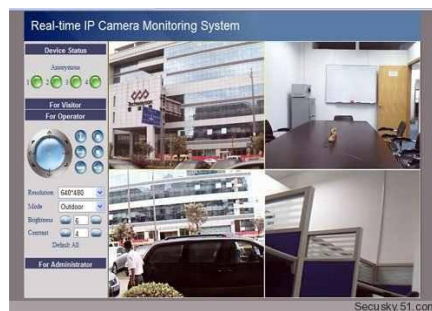 Real-time IP Camera Monitoring System
Device Status
Anonymous
1 2 3 4
For Visitor
For Operator
Resolution 640*480
Mode Outdoor
Brightness 6
Contrast 4
Default All
For Administrator
Secusky.51.com